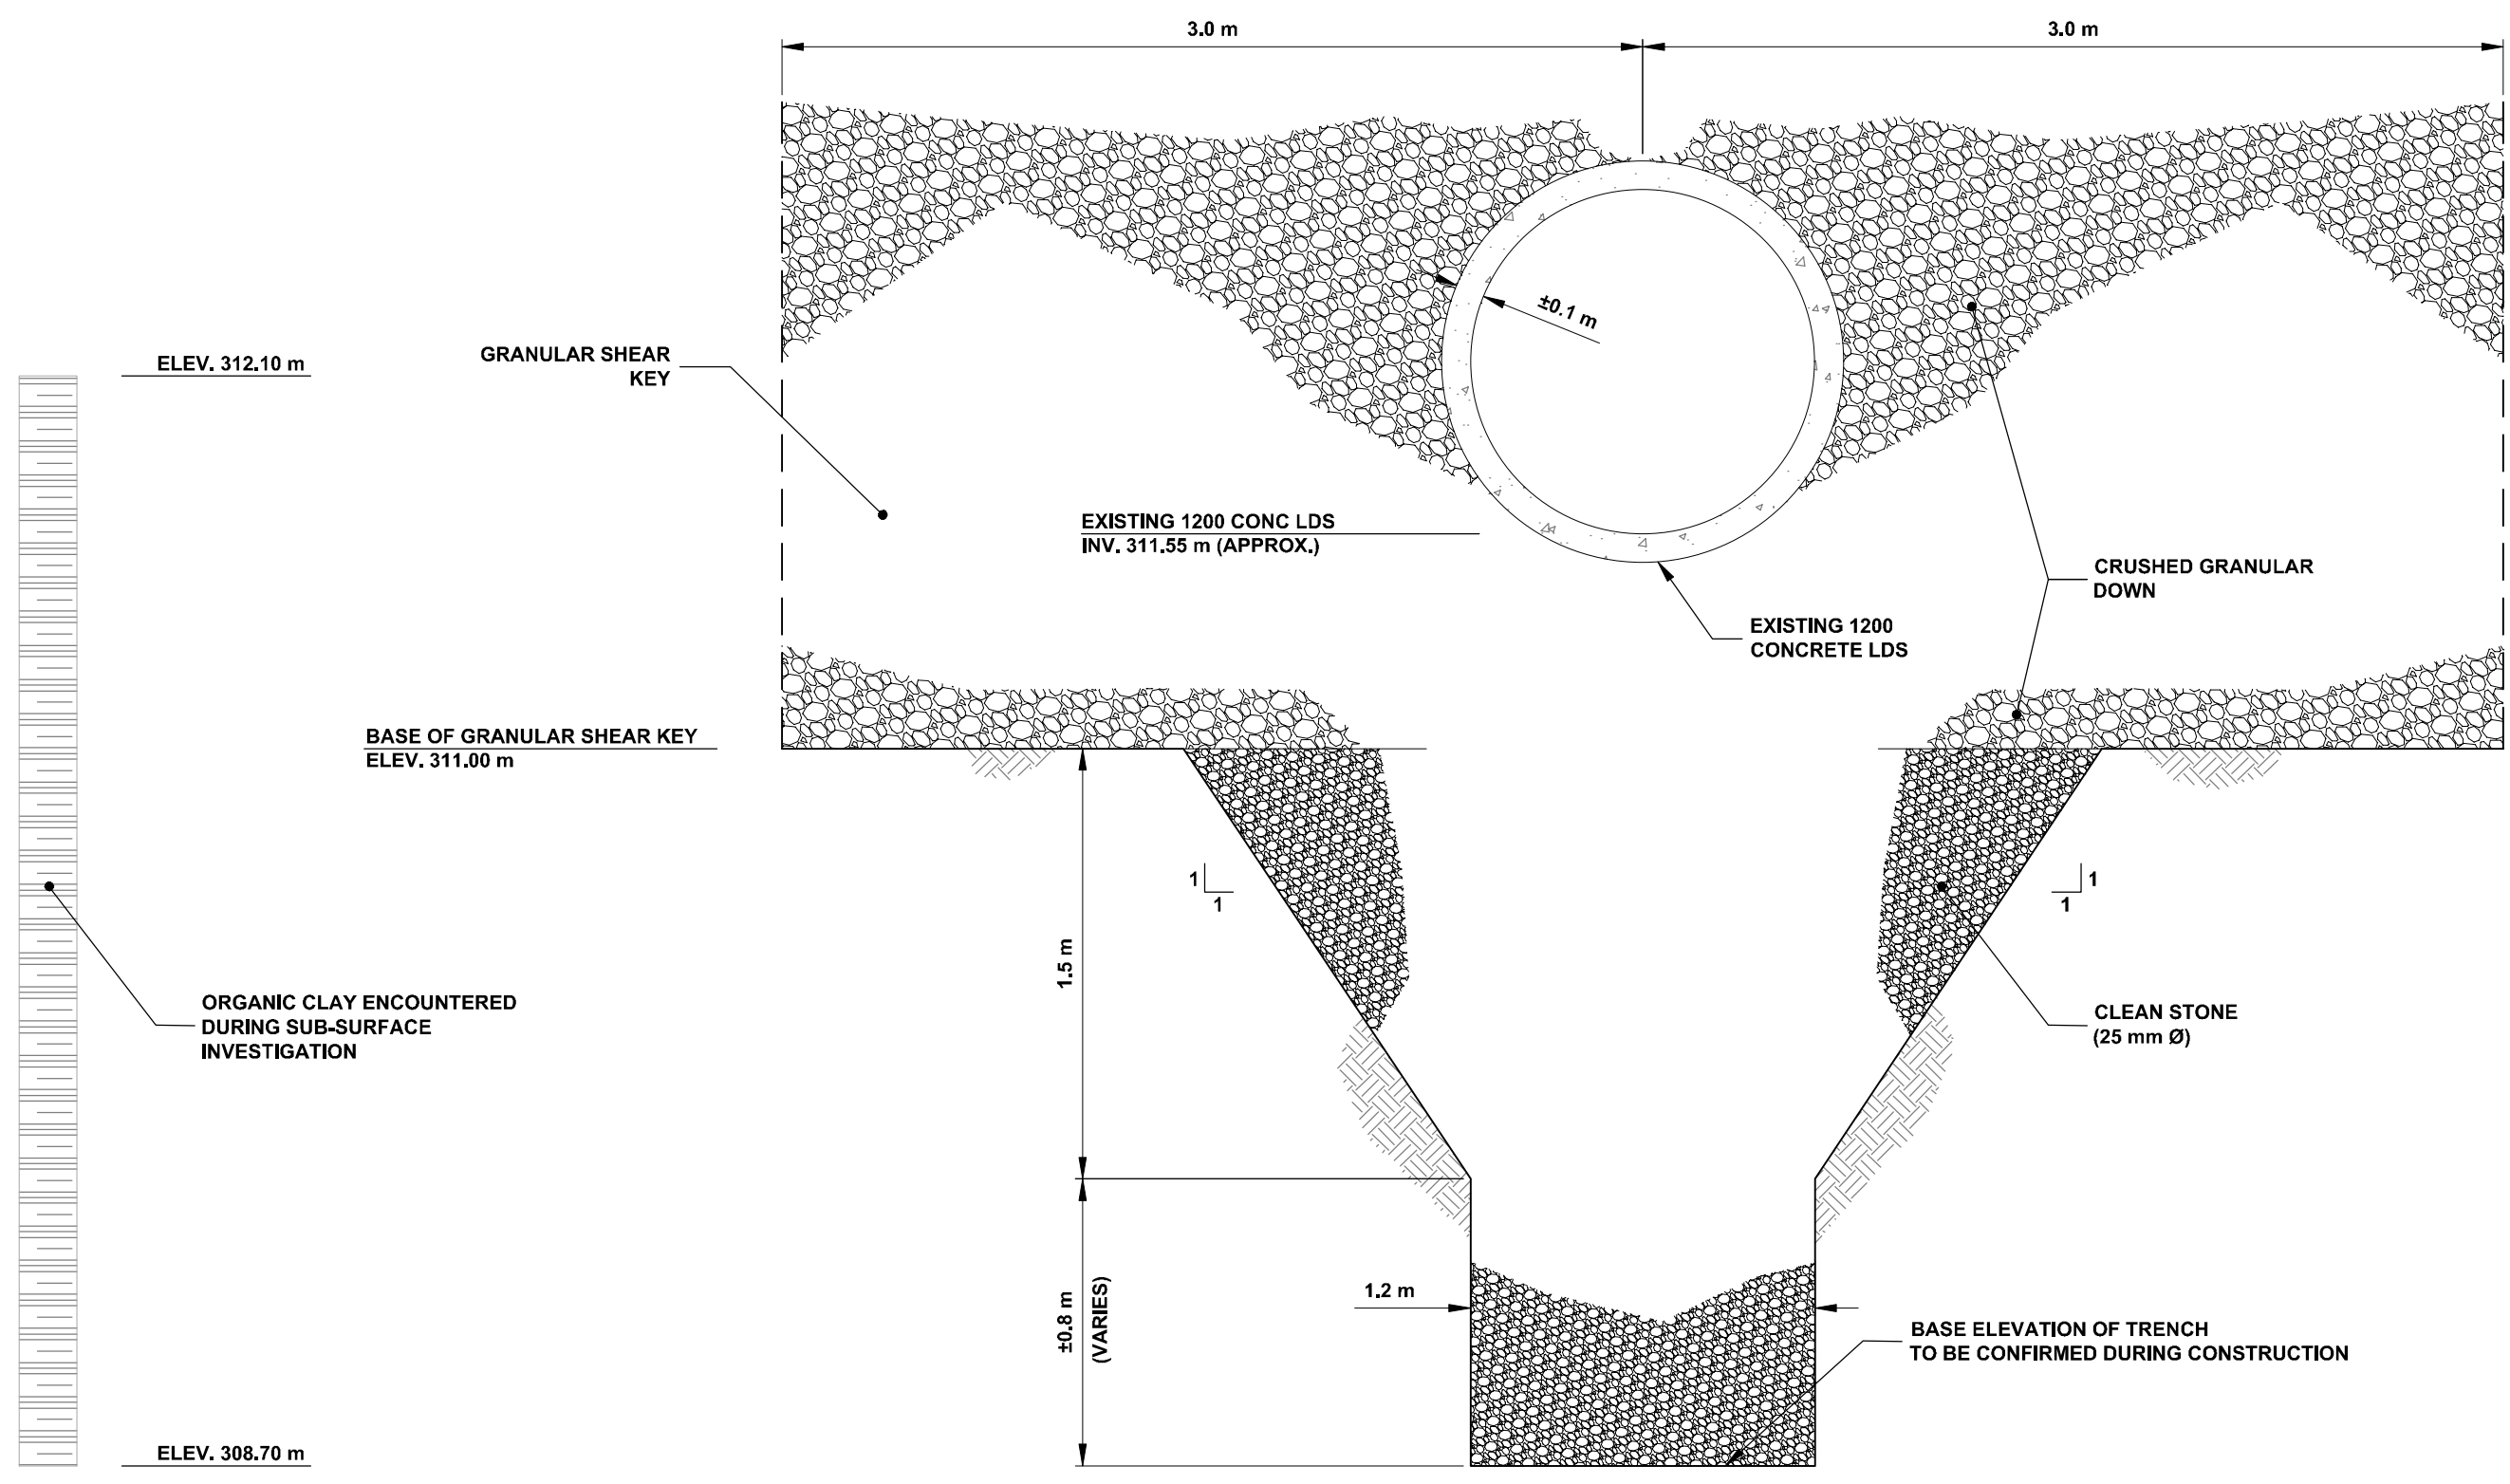 3.0 m
3.0 m
±0.1 m
ELEV. 312.10 m
GRANULAR SHEAR
KEY
EXISTING 1200 CONC LDS
INV. 311.55 m (APPROX.)
CRUSHED GRANULAR
DOWN
EXISTING 1200
CONCRETE LDS
BASE OF GRANULAR SHEAR KEY
ELEV. 311.00 m
1
1
1
1
1.5 m
ORGANIC CLAY ENCOUNTERED
DURING SUB-SURFACE
INVESTIGATION
CLEAN STONE
(25 mm Ø)
±0.8 m
(VARIES)
1.2 m
BASE ELEVATION OF TRENCH
TO BE CONFIRMED DURING CONSTRUCTION
ELEV. 308.70 m